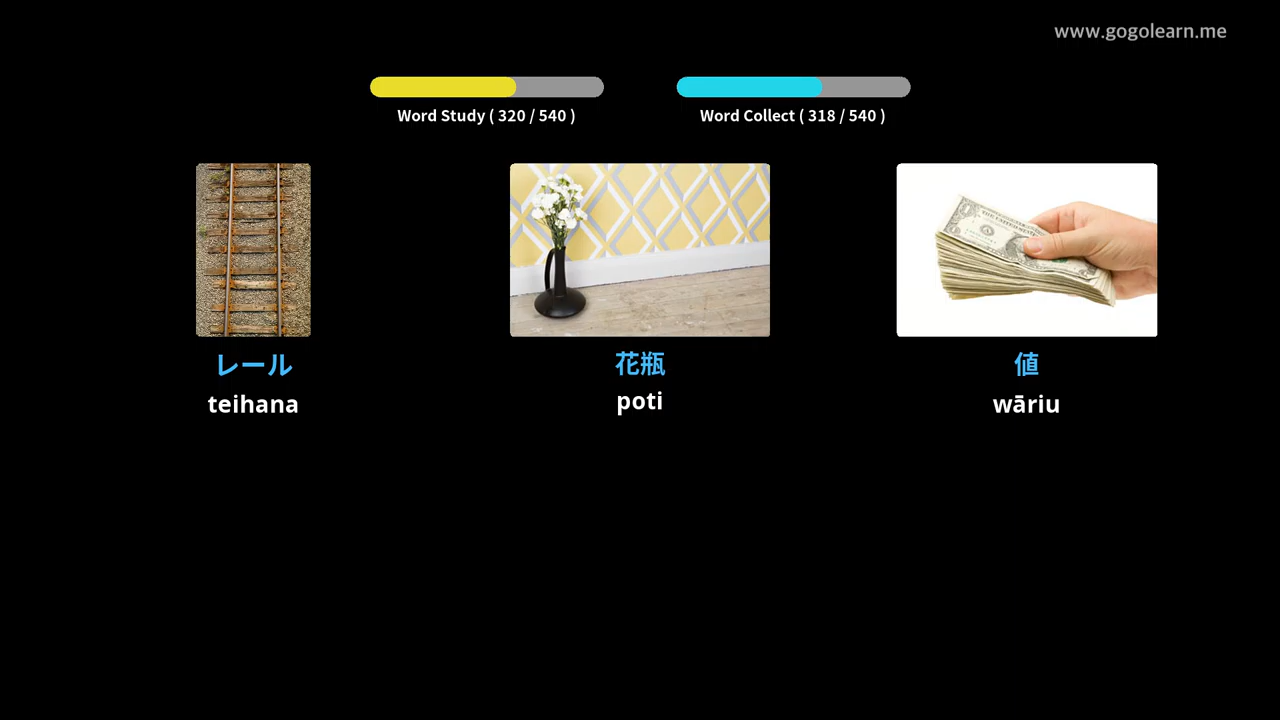 www.gogolearn.me
Word Study ( 320 / 540 )
Word Collect ( 318 / 540 )
レール
花瓶
値
teihana
poti
wāriu